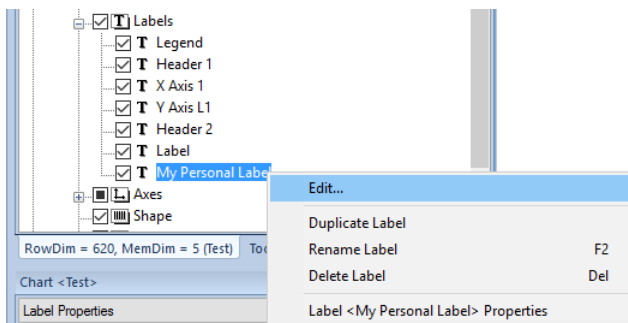 Labels
Legend
Header 1
X Axis 1
Y Axis L1
Header 2
Label
My Personal Label
Axes
Shape
Edit...
Duplicate Label
Rename Label F2
Delete Label Del
Label <My Personal Label> Properties
RowDim = 620, MemDim = 5 (Test)
Chart <Test>
Label Properties